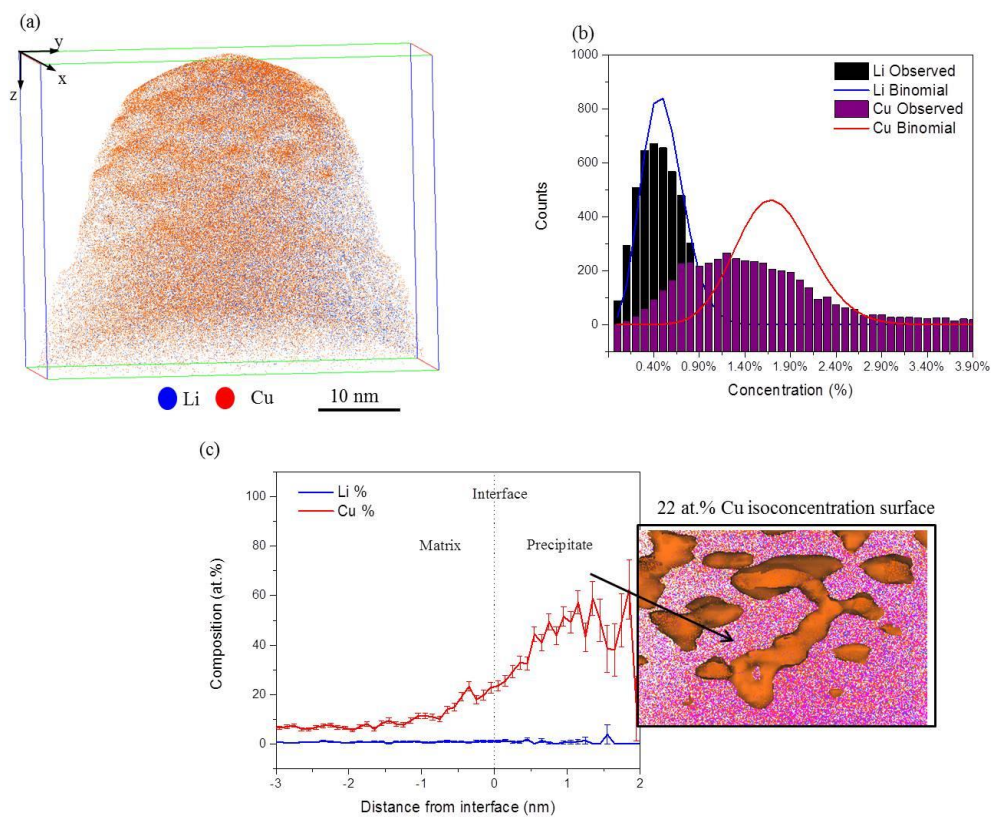 (a)
y
x
z
Li
Cu
10 nm
(b)
1000
800
600
400
200
0
Counts
Li Observed
Li Binomial
Cu Observed
Cu Binomial
0.40% 0.90% 1.40% 1.90% 2.40% 2.90% 3.40% 3.90%
Concentration (%)
(c)
100
80
60
40
20
0
Composition (at.%)
Li %
Cu %
Interface
Matrix
Precipitate
-3 -2 -1 0 1 2
Distance from interface (nm)
22 at.% Cu isoconcentration surface